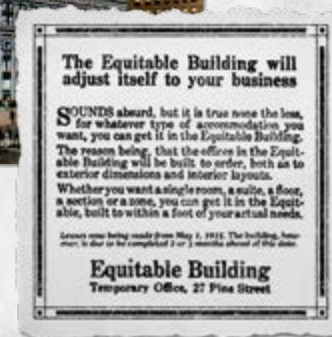 The Equitable Building will
adjust itself to your business
SOUNDS absurd, but it is true none the less,
for whatever type of accommodation you
want, you can get it in the Equitable Building.
The reason being, that the offices in the Equit-
able Building will be built to order, both as to
exterior dimensions and interior layouts.
Whether you want a single room, a suite, a floor,
a section or a zone, you can get it in the Equit-
able, built to within a foot of your actual needs.
Leases now being made from May 1, 1915. The building, how-
ever, is due to be completed 2 or 3 months ahead of this date.
Equitable Building
Temporary Office, 27 Pine Street